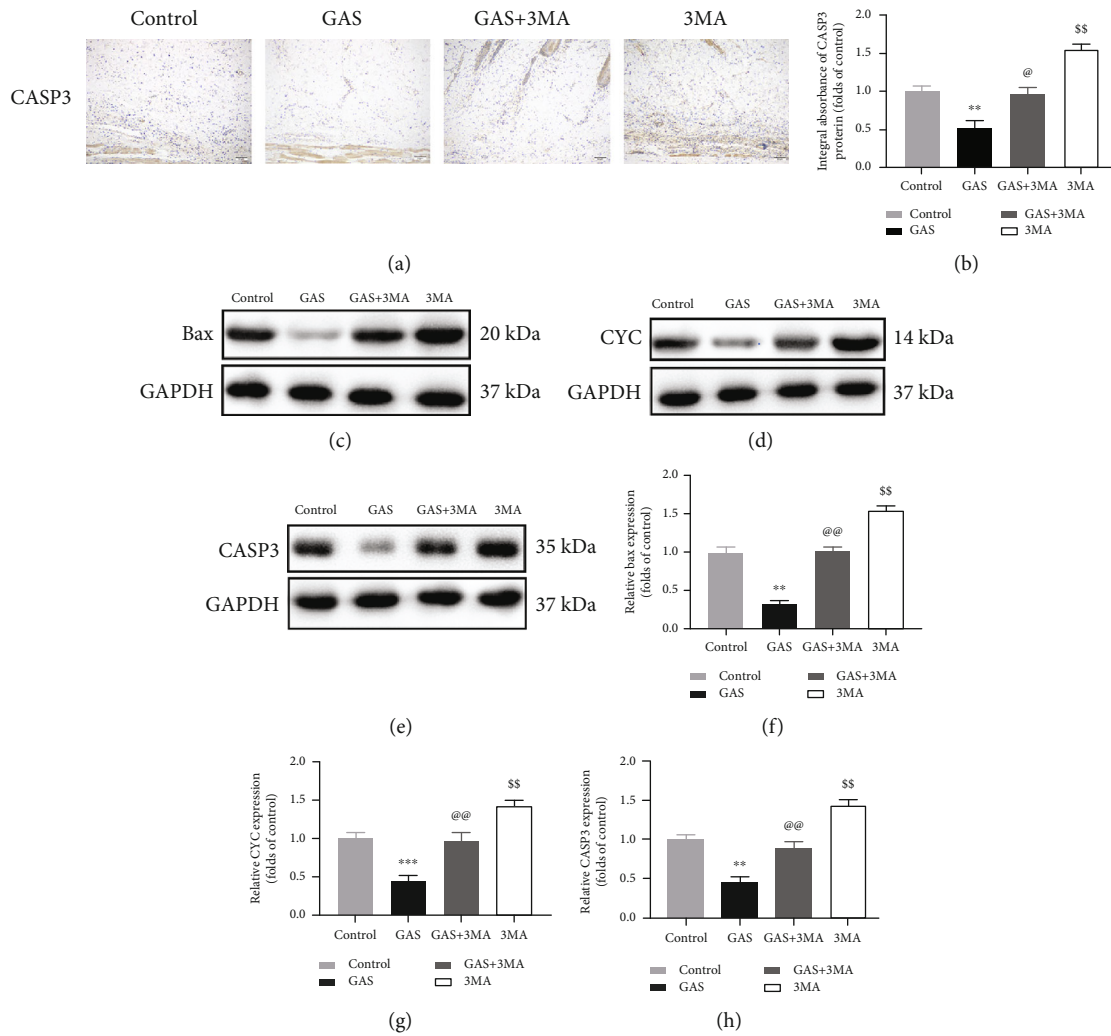 Control GAS GAS+3MA 3MA
CASP3
(a)
Integral absorbance of CASP3
proterin (folds of control)
2.0
1.5
1.0
0.5
0.0
**
@
$$
Control GAS GAS+3MA 3MA
Control GAS+3MA
GAS 3MA
(b)
Control GAS GAS+3MA 3MA
Bax 20 kDa
GAPDH 37 kDa
(c)
Control GAS GAS+3MA 3MA
CYC 14 kDa
GAPDH 37 kDa
(d)
Control GAS GAS+3MA 3MA
CASP3 35 kDa
GAPDH 37 kDa
(e)
Relative bax expression
(folds of control)
2.0
1.5
1.0
0.5
0.0
**
@@
$$
Control GAS GAS+3MA 3MA
Control GAS+3MA
GAS 3MA
(f)
Relative CYC expression
(folds of control)
2.0
1.5
1.0
0.5
0.0
***
@@
$$
Control GAS GAS+3MA 3MA
Control GAS+3MA
GAS 3MA
(g)
Relative CASP3 expression
(folds of control)
2.0
1.5
1.0
0.5
0.0
**
@@
$$
Control GAS GAS+3MA 3MA
Control GAS+3MA
GAS 3MA
(h)